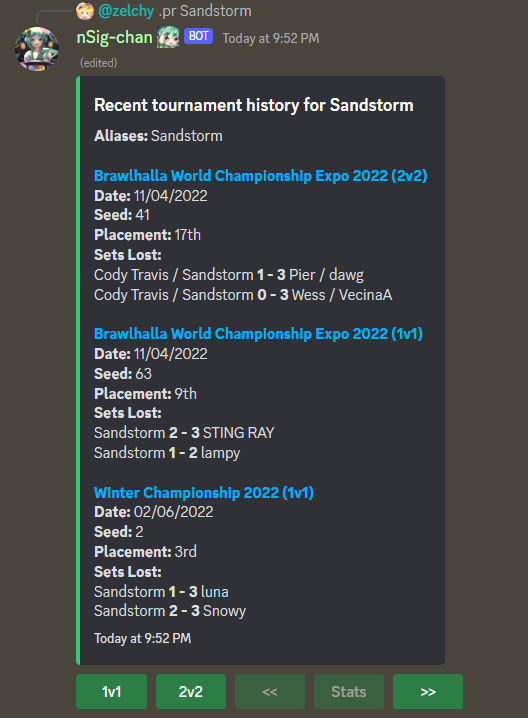 @zelchy .pr Sandstorm
nSig-chan BOT Today at 9:52 PM
(edited)
Recent tournament history for Sandstorm
Aliases: Sandstorm
Brawlhalla World Championship Expo 2022 (2v2)
Date: 11/04/2022
Seed: 41
Placement: 17th
Sets Lost:
Cody Travis / Sandstorm 1 - 3 Pier / dawg
Cody Travis / Sandstorm 0 - 3 Wess / VecinaA
Brawlhalla World Championship Expo 2022 (1v1)
Date: 11/04/2022
Seed: 63
Placement: 9th
Sets Lost:
Sandstorm 2 - 3 STING RAY
Sandstorm 1 - 2 lampy
Winter Championship 2022 (1v1)
Date: 02/06/2022
Seed: 2
Placement: 3rd
Sets Lost:
Sandstorm 1 - 3 luna
Sandstorm 2 - 3 Snowy
Today at 9:52 PM
1v1 2v2 << Stats >>